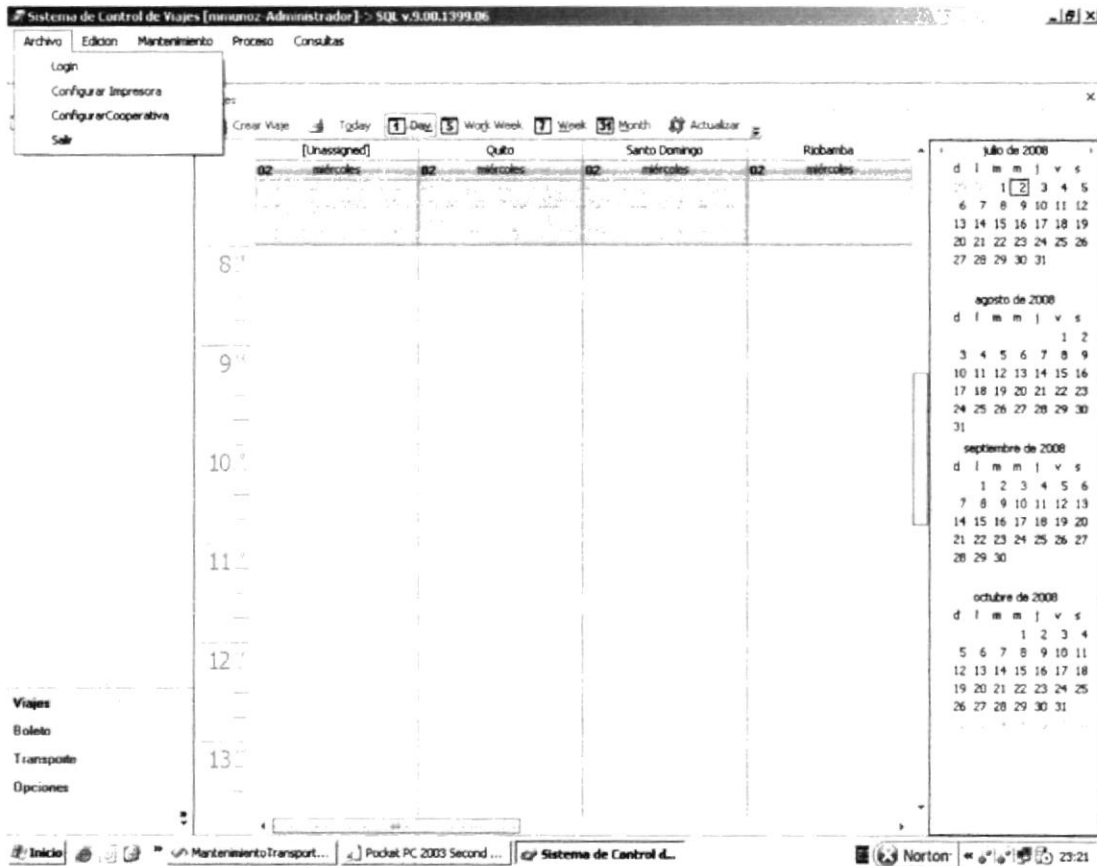 Sistema de Control de Viajes [mmunoz-Administrador]-> SQL v.9.00.1399.06
Archivo Edicion Mantenimiento Proceso Consultas
Login
Configurar Impresora
ConfigurarCooperativa
Salir
Crear Viaje Today 1 Day 5 Work Week 7 Week 31 Month Actualizar
[Unassigned] Quito Santo Domingo Riobamba
02 miércoles 02 miércoles 02 miércoles 02 miércoles
8
9
10
11
12
13
julio de 2008
d l m m j v s
1 2 3 4 5
6 7 8 9 10 11 12
13 14 15 16 17 18 19
20 21 22 23 24 25 26
27 28 29 30 31
agosto de 2008
d l m m j v s
1 2
3 4 5 6 7 8 9
10 11 12 13 14 15 16
17 18 19 20 21 22 23
24 25 26 27 28 29 30
31
septiembre de 2008
d l m m j v s
1 2 3 4 5 6
7 8 9 10 11 12 13
14 15 16 17 18 19 20
21 22 23 24 25 26 27
28 29 30
octubre de 2008
d l m m j v s
1 2 3 4
5 6 7 8 9 10 11
12 13 14 15 16 17 18
19 20 21 22 23 24 25
26 27 28 29 30 31
Viajes
Boleto
Transporte
Opciones
Inicio MantenimientoTransport... Pocket PC 2003 Second ... Sistema de Control d... Norton 23:21